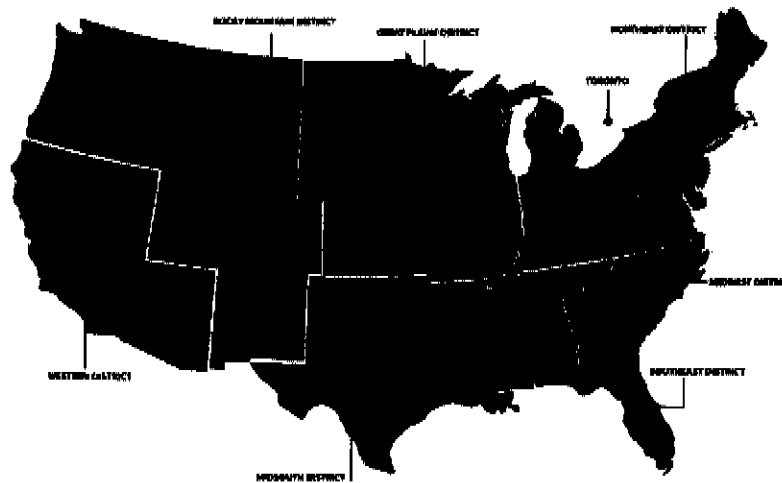 ROCKY MOUNTAIN DISTRICT
GREAT PLAINS DISTRICT
NORTHEAST DISTRICT
TORONTO
WESTERN DISTRICT
SOUTHEAST DISTRICT
MIDSOUTH DISTRICT